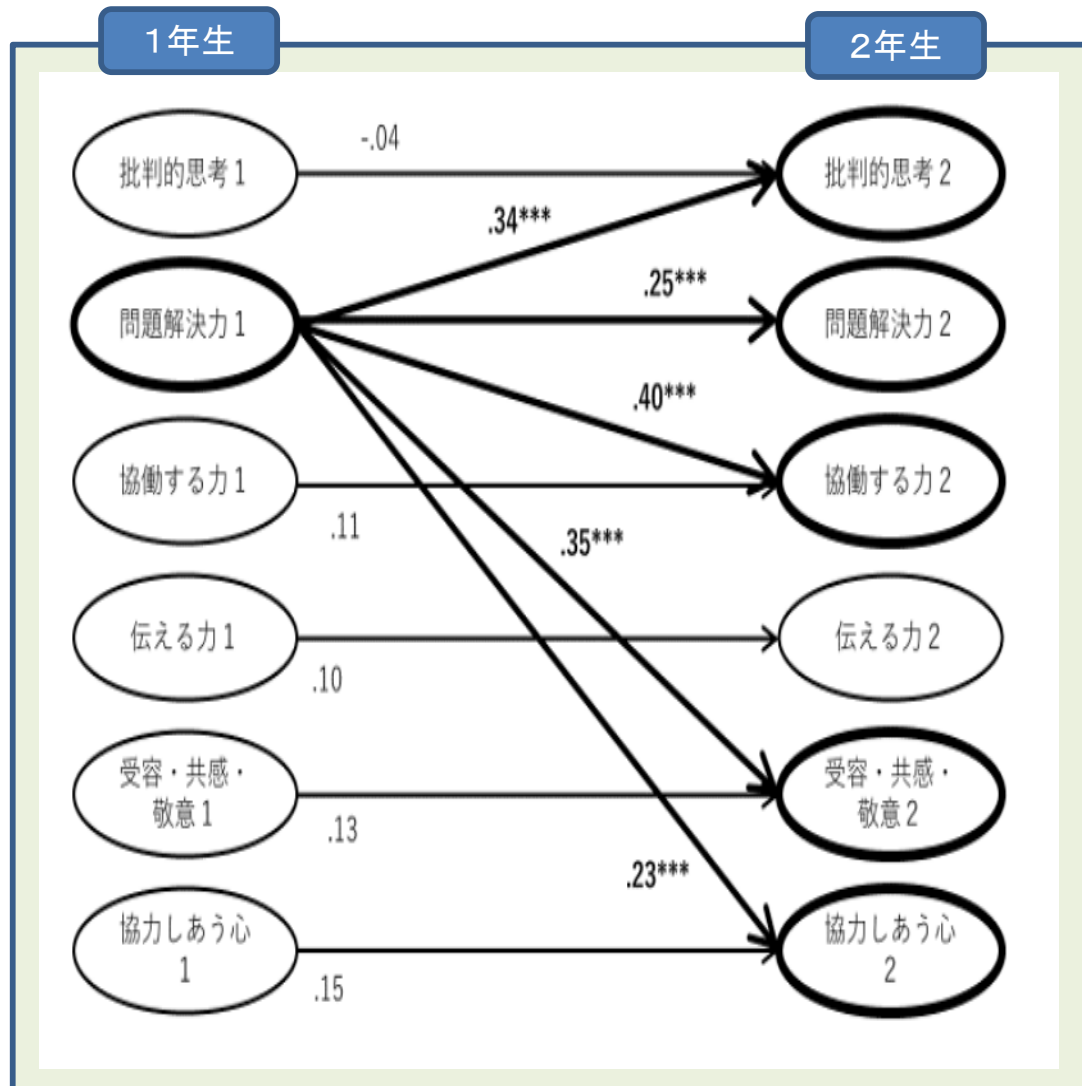 １年生
２年生
批判的思考１
-.04
批判的思考２
.34***
問題解決力１
.25***
問題解決力２
.40***
協働する力１
.11
協働する力２
.35***
伝える力１
.10
伝える力２
受容・共感・
敬意１
.13
受容・共感・
敬意２
.23***
協力しあう心
１
.15
協力しあう心
２